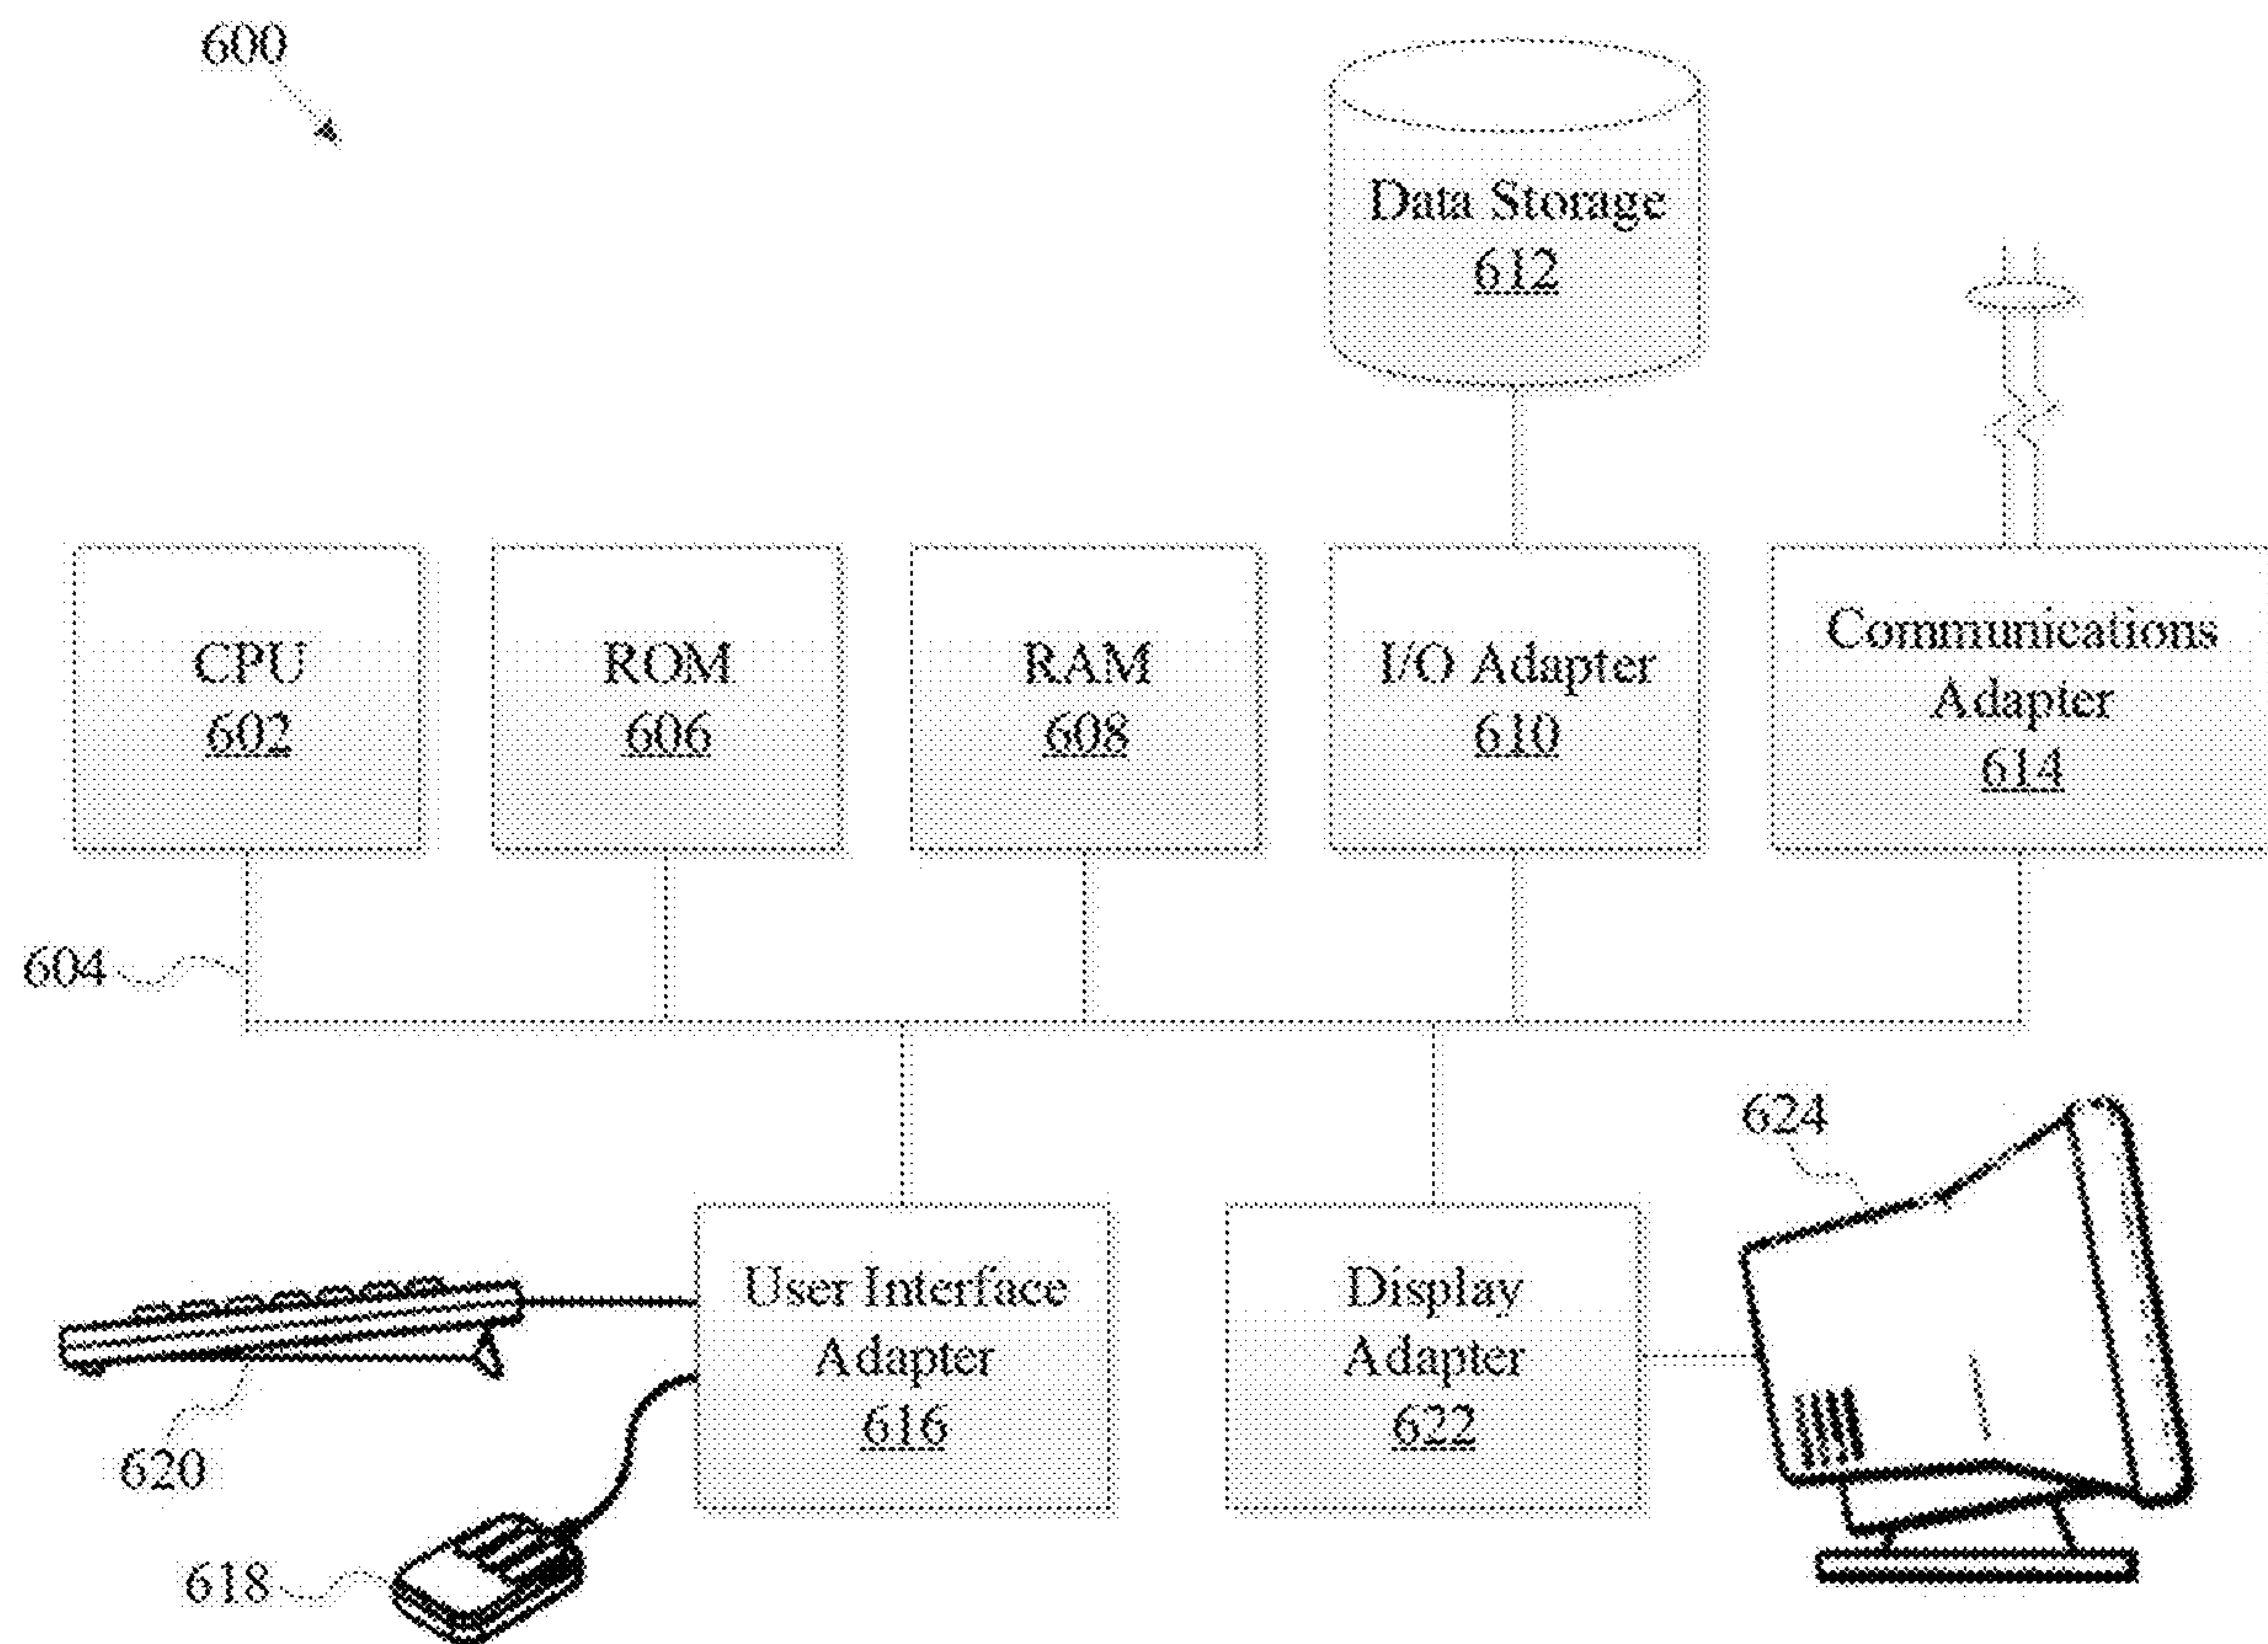 600
Data Storage
612
CPU
602
ROM
606
RAM
608
I/O Adapter
610
Communications
Adapter
614
604
624
User Interface
Adapter
616
Display
Adapter
622
620
618